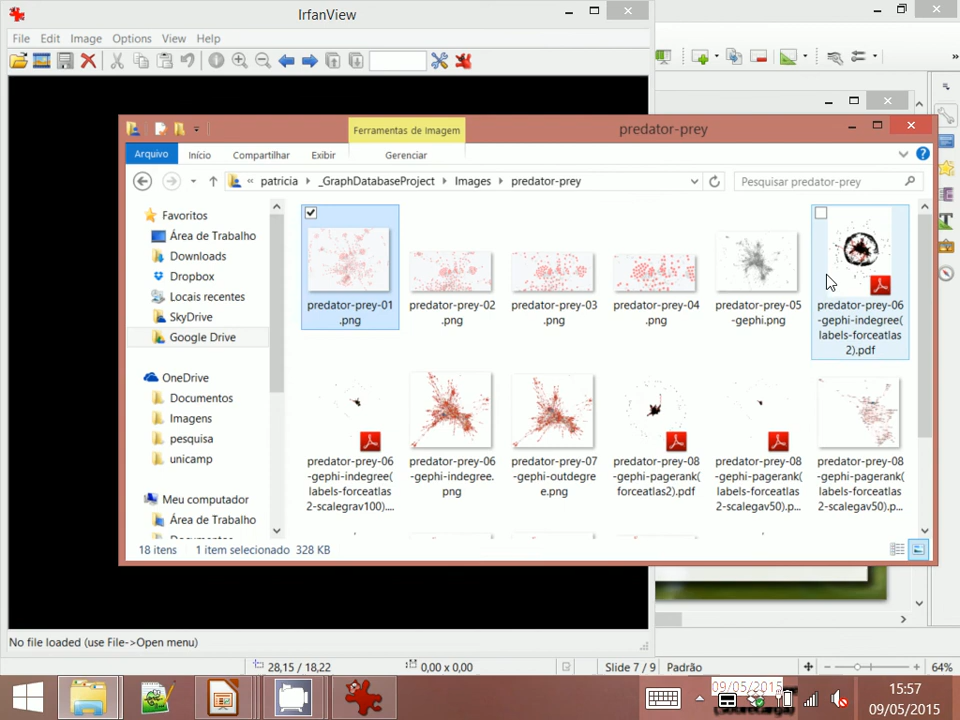 IrfanView
File Edit Image Options View Help
Ferramentas de Imagem
predator-prey
Arquivo Início Compartilhar Exibir Gerenciar
« patricia › _GraphDatabaseProject › Images › predator-prey
Pesquisar predator-prey
Favoritos
Área de Trabalho
Downloads
Dropbox
Locais recentes
SkyDrive
Google Drive
OneDrive
Documentos
Imagens
pesquisa
unicamp
Meu computador
Área de Trabalho
predator-prey-01
.png
predator-prey-02
.png
predator-prey-03
.png
predator-prey-04
.png
predator-prey-05
-gephi.png
predator-prey-06
-gephi-indegree(
labels-forceatlas
2).pdf
predator-prey-06
-gephi-indegree(
labels-forceatlas
2-scalegrav100)....
predator-prey-06
-gephi-indegree.
png
predator-prey-07
-gephi-outdegre
e.png
predator-prey-08
-gephi-pagerank(
forceatlas2).pdf
predator-prey-08
-gephi-pagerank(
labels-forceatlas
2-scalegav50).p...
predator-prey-08
-gephi-pagerank(
labels-forceatlas
2-scalegrav50).p...
18 itens 1 item selecionado 328 KB
No file loaded (use File->Open menu)
28,15 / 18,22 0,00 x 0,00 Slide 7 / 9 Padrão 64%
09/05/2015
15:57
09/05/2015